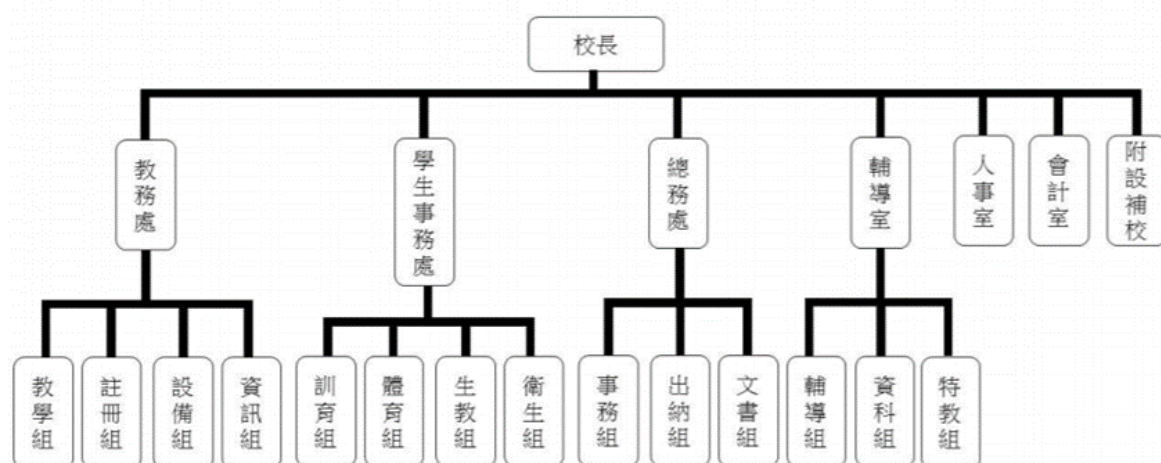 校長
教務處
學生事務處
總務處
輔導室
人事室
會計室
附設補校
教學組
註冊組
設備組
資訊組
訓育組
體育組
生教組
衛生組
事務組
出納組
文書組
輔導組
資料組
特教組